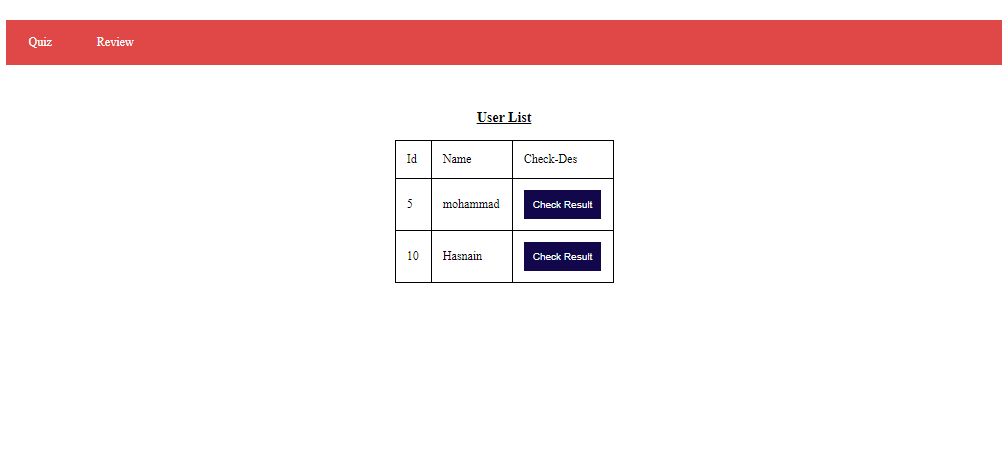 Quiz Review
User List
Id Name Check-Des
5 mohammad Check Result
10 Hasnain Check Result